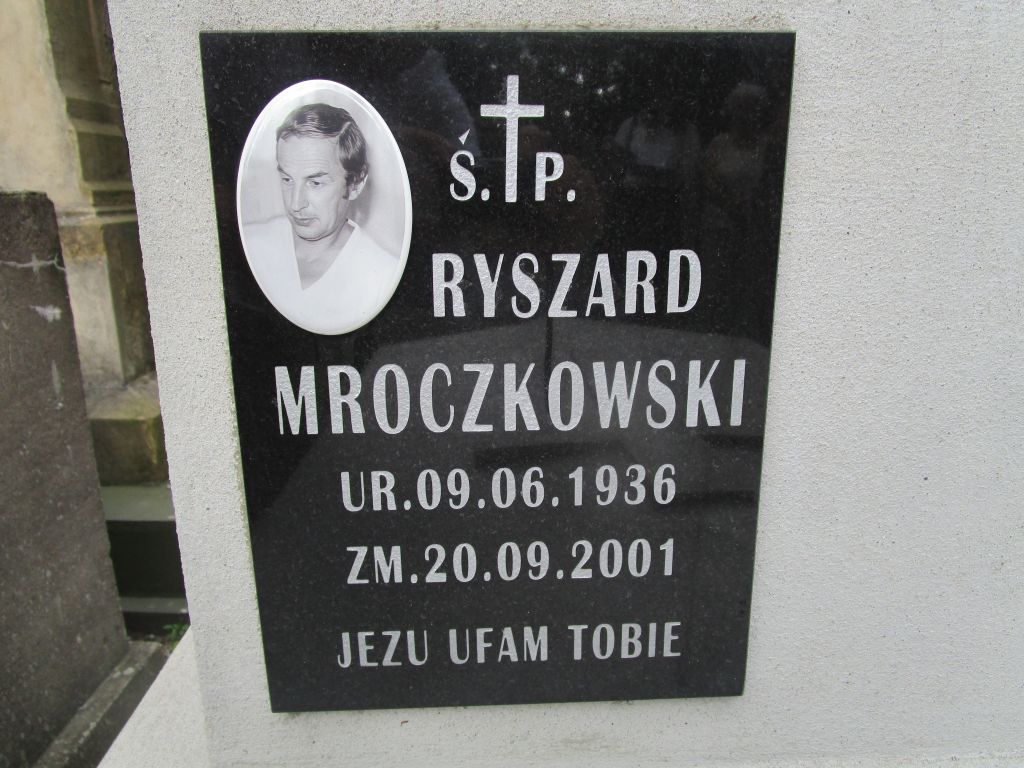 Ś.P.
RYSZARD
MROCZKOWSKI
UR.09.06.1936
ZM.20.09.2001
JEZU UFAM TOBIE